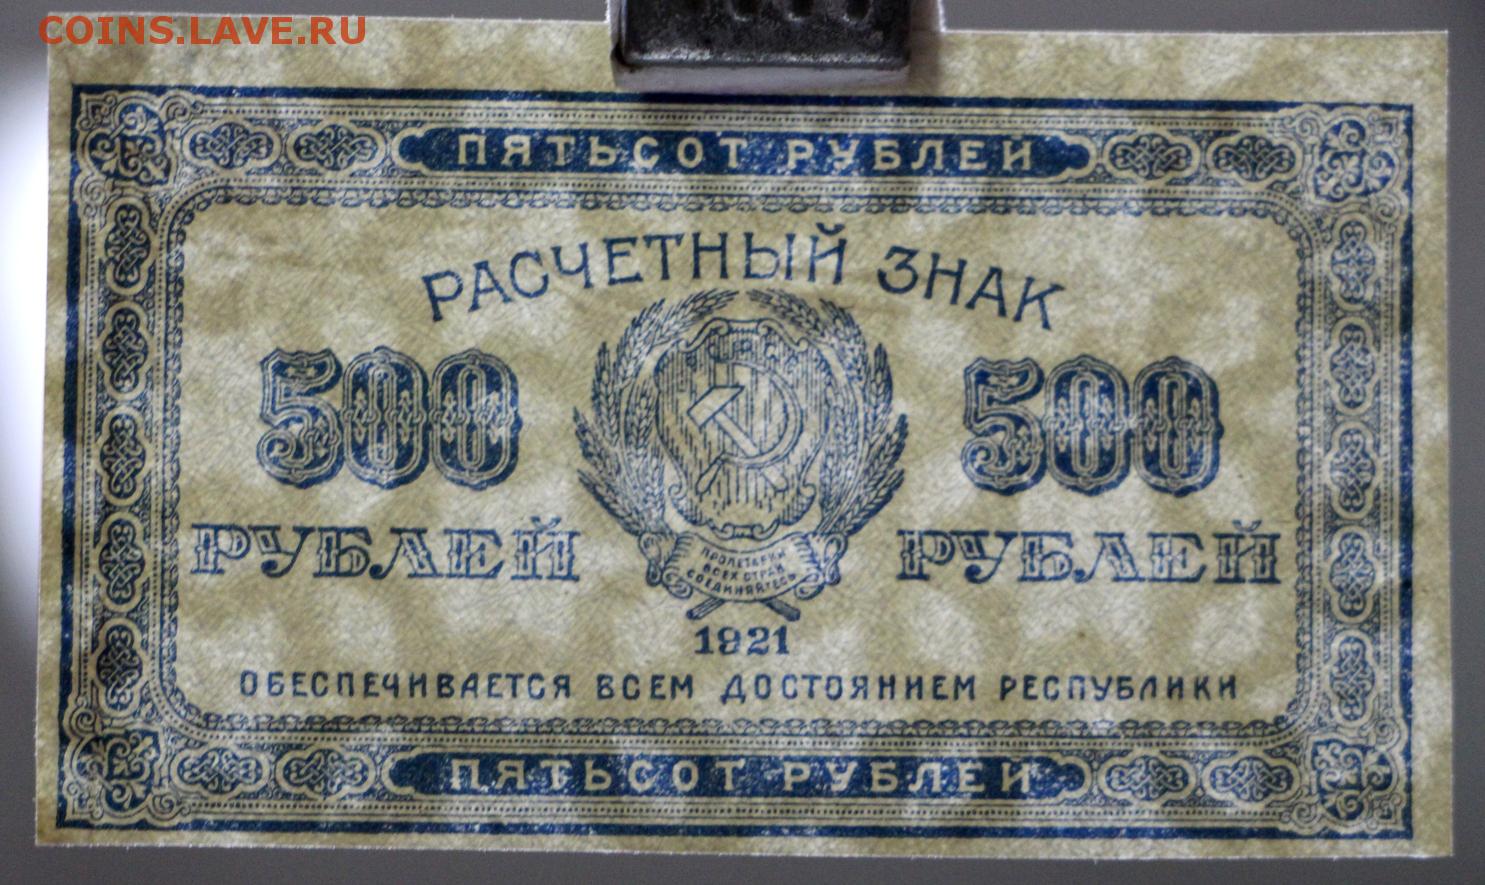 COINS.LAVE.RU
ПЯТЬСОТ РУБЛЕЙ
РАСЧЕТНЫЙ ЗНАК
500 500
РУБЛЕЙ РУБЛЕЙ
ПРОЛЕТАРИИ
ВСЕХ СТРАН
СОЕДИНЯЙТЕСЬ
1921
ОБЕСПЕЧИВАЕТСЯ ВСЕМ ДОСТОЯНИЕМ РЕСПУБЛИКИ
ПЯТЬСОТ РУБЛЕЙ